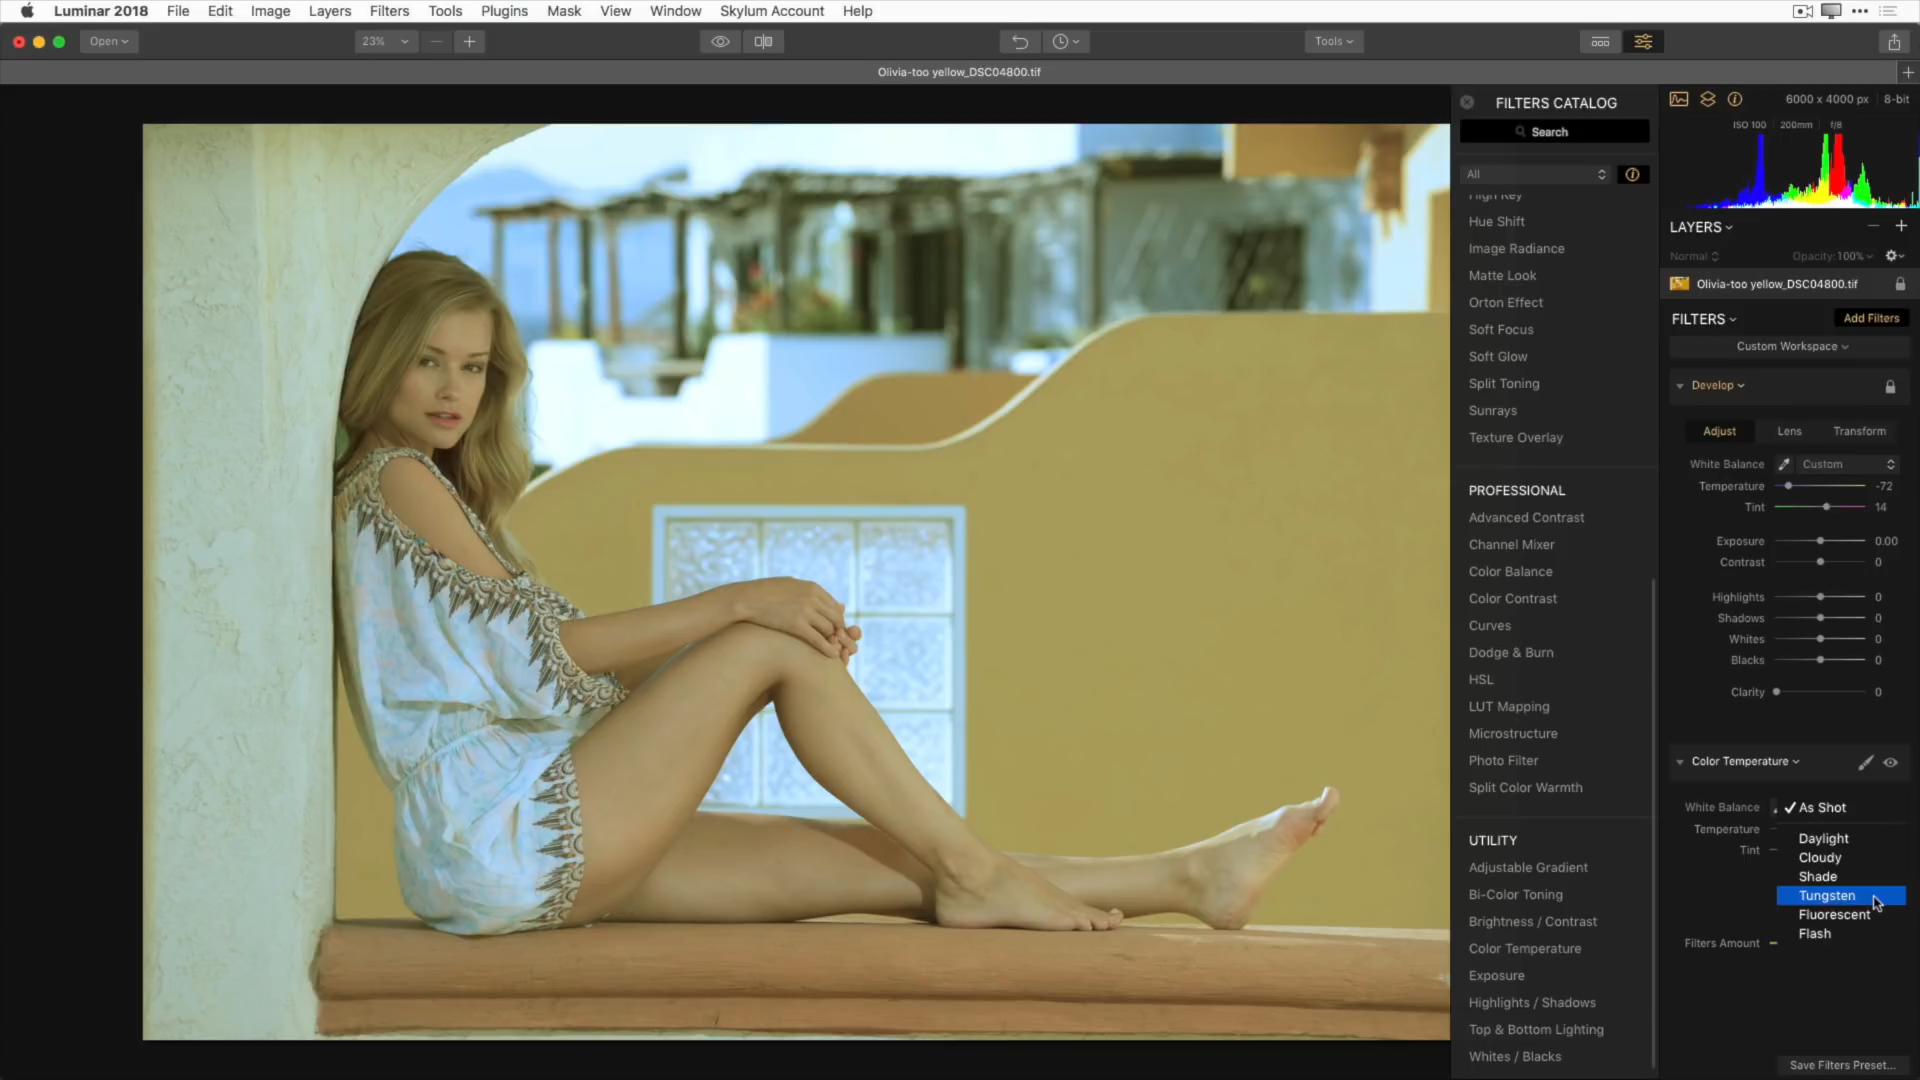 Luminar 2018 File Edit Image Layers Filters Tools Plugins Mask View Window Skylum Account Help
Open 23% Tools
Olivia-too yellow_DSC04800.tif
FILTERS CATALOG
Search
All
High Key
Hue Shift
Image Radiance
Matte Look
Orton Effect
Soft Focus
Soft Glow
Split Toning
Sunrays
Texture Overlay
PROFESSIONAL
Advanced Contrast
Channel Mixer
Color Balance
Color Contrast
Curves
Dodge & Burn
HSL
LUT Mapping
Microstructure
Photo Filter
Split Color Warmth
UTILITY
Adjustable Gradient
Bi-Color Toning
Brightness / Contrast
Color Temperature
Exposure
Highlights / Shadows
Top & Bottom Lighting
Whites / Blacks
6000 x 4000 px 8-bit
ISO 100 200mm f/8
LAYERS
Normal Opacity: 100%
Olivia-too yellow_DSC04800.tif
FILTERS Add Filters
Custom Workspace
Develop
Adjust Lens Transform
White Balance Custom
Temperature -72
Tint 14
Exposure 0.00
Contrast 0
Highlights 0
Shadows 0
Whites 0
Blacks 0
Clarity 0
Color Temperature
White Balance As Shot
Temperature
Tint
Daylight
Cloudy
Shade
Tungsten
Fluorescent
Flash
Filters Amount
Save Filters Preset...